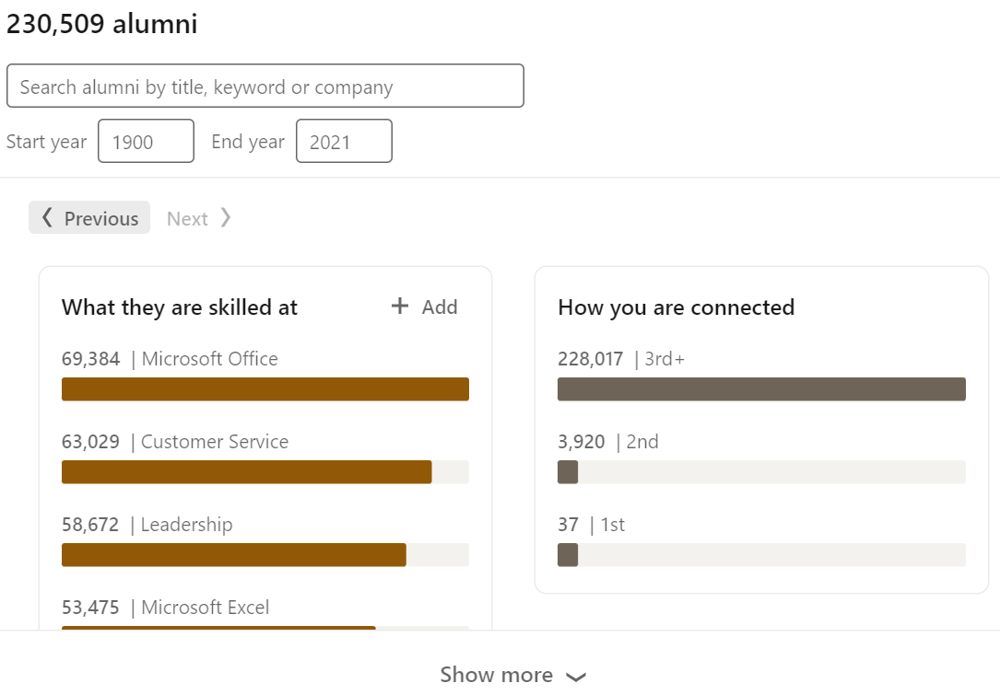 230,509 alumni
Search alumni by title, keyword or company
Start year 1900 End year 2021
Previous Next
What they are skilled at + Add
69,384 | Microsoft Office
63,029 | Customer Service
58,672 | Leadership
53,475 | Microsoft Excel
How you are connected
228,017 | 3rd+
3,920 | 2nd
37 | 1st
Show more